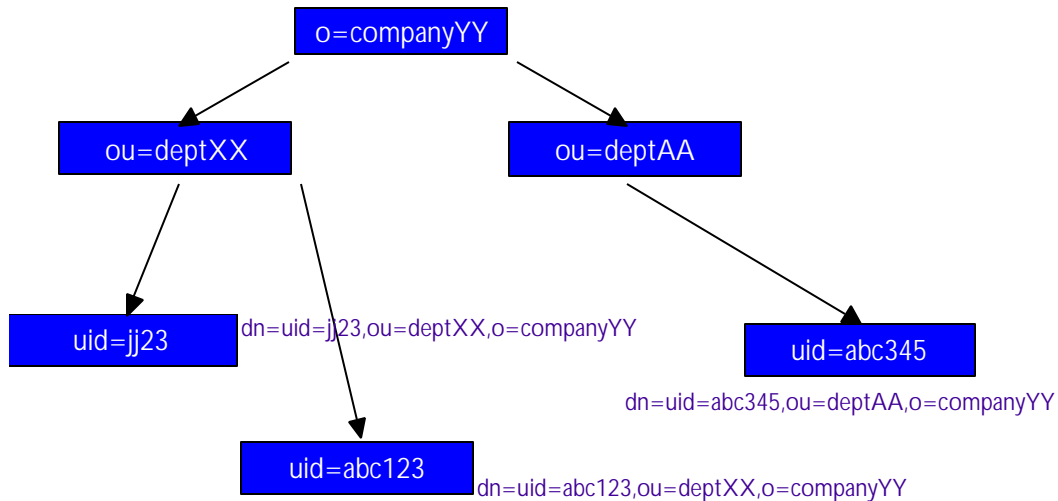 o=companyYY
ou=deptXX
ou=deptAA
uid=jj23
dn=uid=jj23,ou=deptXX,o=companyYY
uid=abc345
dn=uid=abc345,ou=deptAA,o=companyYY
uid=abc123
dn=uid=abc123,ou=deptXX,o=companyYY